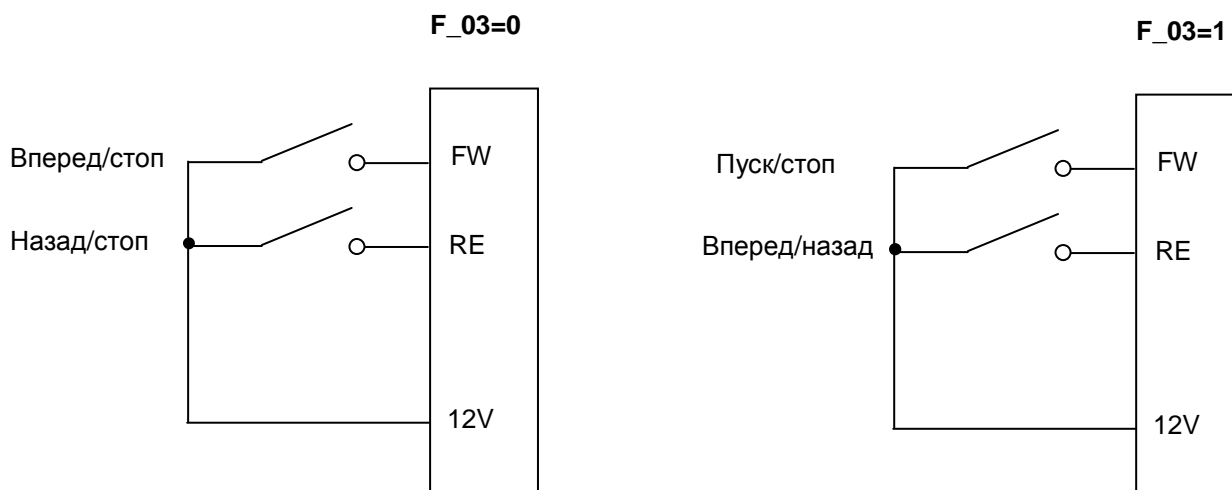 F_03=0
Вперед/стоп
FW
Назад/стоп
RE
12V
F_03=1
Пуск/стоп
FW
Вперед/назад
RE
12V